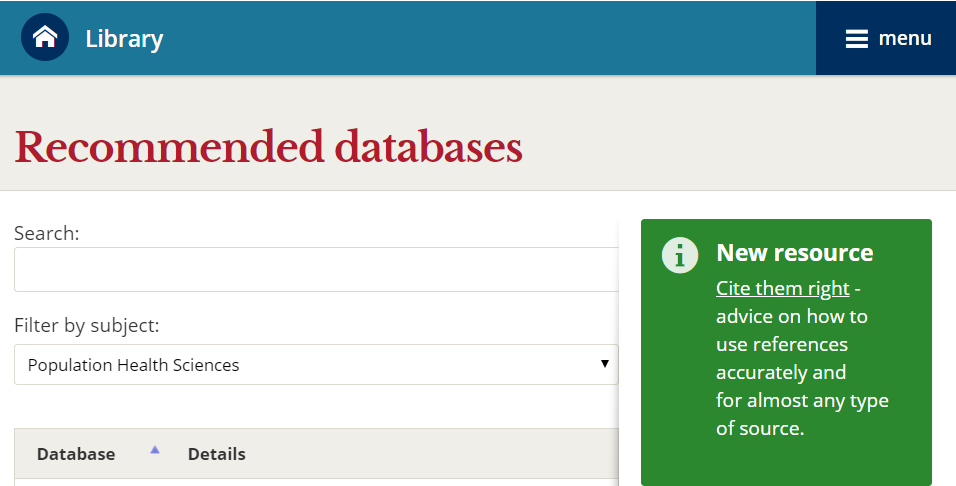 Library
menu
Recommended databases
Search:
Filter by subject:
Population Health Sciences
Database Details
New resource
Cite them right -
advice on how to
use references
accurately and
for almost any type
of source.